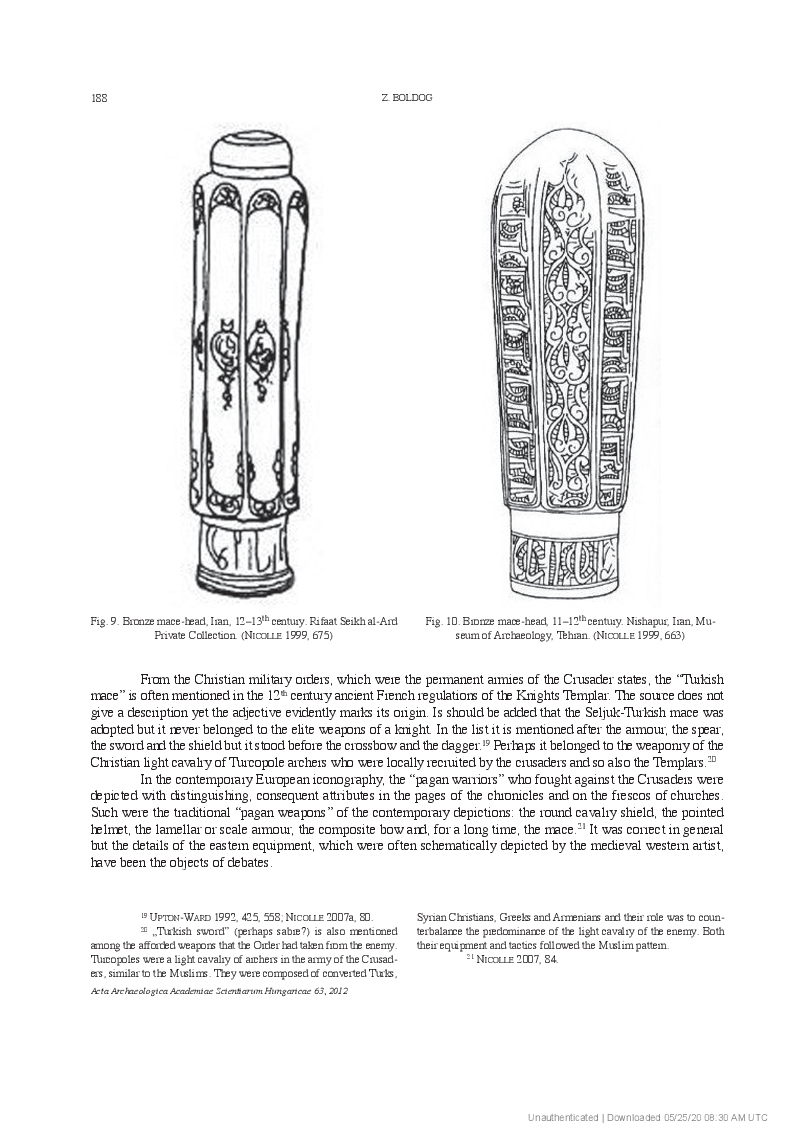 188
Z. BOLDOG
Fig. 9. Bronze mace-head, Iran, 12–13th century. Rifaat Seikh al-Ard
Private Collection. (NICOLLE 1999, 675)
Fig. 10. Bronze mace-head, 11–12th century. Nishapur, Iran, Mu-
seum of Archaeology, Tehran. (NICOLLE 1999, 663)
From the Christian military orders, which were the permanent armies of the Crusader states, the “Turkish
mace” is often mentioned in the 12th century ancient French regulations of the Knights Templar. The source does not
give a description yet the adjective evidently marks its origin. Is should be added that the Seljuk-Turkish mace was
adopted but it never belonged to the elite weapons of a knight. In the list it is mentioned after the armour, the spear,
the sword and the shield but it stood before the crossbow and the dagger.19 Perhaps it belonged to the weaponry of the
Christian light cavalry of Turcopole archers who were locally recruited by the crusaders and so also the Templars.20
In the contemporary European iconography, the “pagan warriors” who fought against the Crusaders were
depicted with distinguishing, consequent attributes in the pages of the chronicles and on the frescos of churches.
Such were the traditional “pagan weapons” of the contemporary depictions: the round cavalry shield, the pointed
helmet, the lamellar or scale armour, the composite bow and, for a long time, the mace.21 It was correct in general
but the details of the eastern equipment, which were often schematically depicted by the medieval western artist,
have been the objects of debates.
19 UPTON-WARD 1992, 425, 558; NICOLLE 2007a, 80.
20 „Turkish sword” (perhaps sabre?) is also mentioned
among the afforded weapons that the Order had taken from the enemy.
Turcopoles were a light cavalry of archers in the army of the Crusad-
ers, similar to the Muslims. They were composed of converted Turks,
Syrian Christians, Greeks and Armenians and their role was to coun-
terbalance the predominance of the light cavalry of the enemy. Both
their equipment and tactics followed the Muslim pattern.
21 NICOLLE 2007, 84.
Acta Archaeologica Academiae Scientiarum Hungaricae 63, 2012
Unauthenticated | Downloaded 05/25/20 08:30 AM UTC